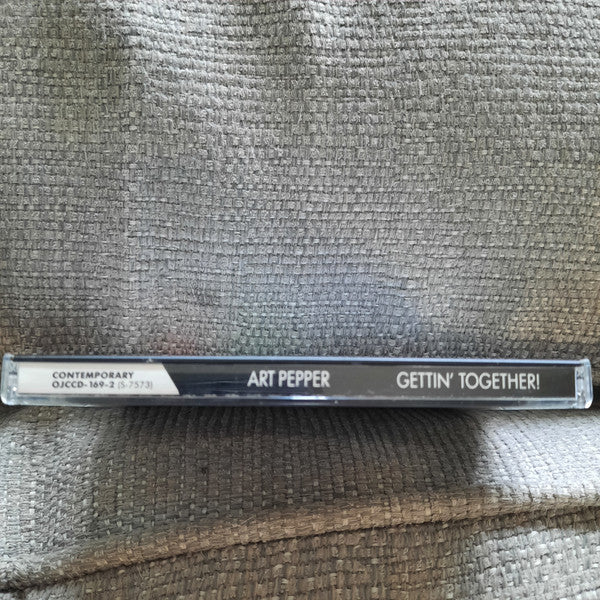 CONTEMPORARY
OJCCD-169-2 (S-7573)
ART PEPPER
GETTIN' TOGETHER!